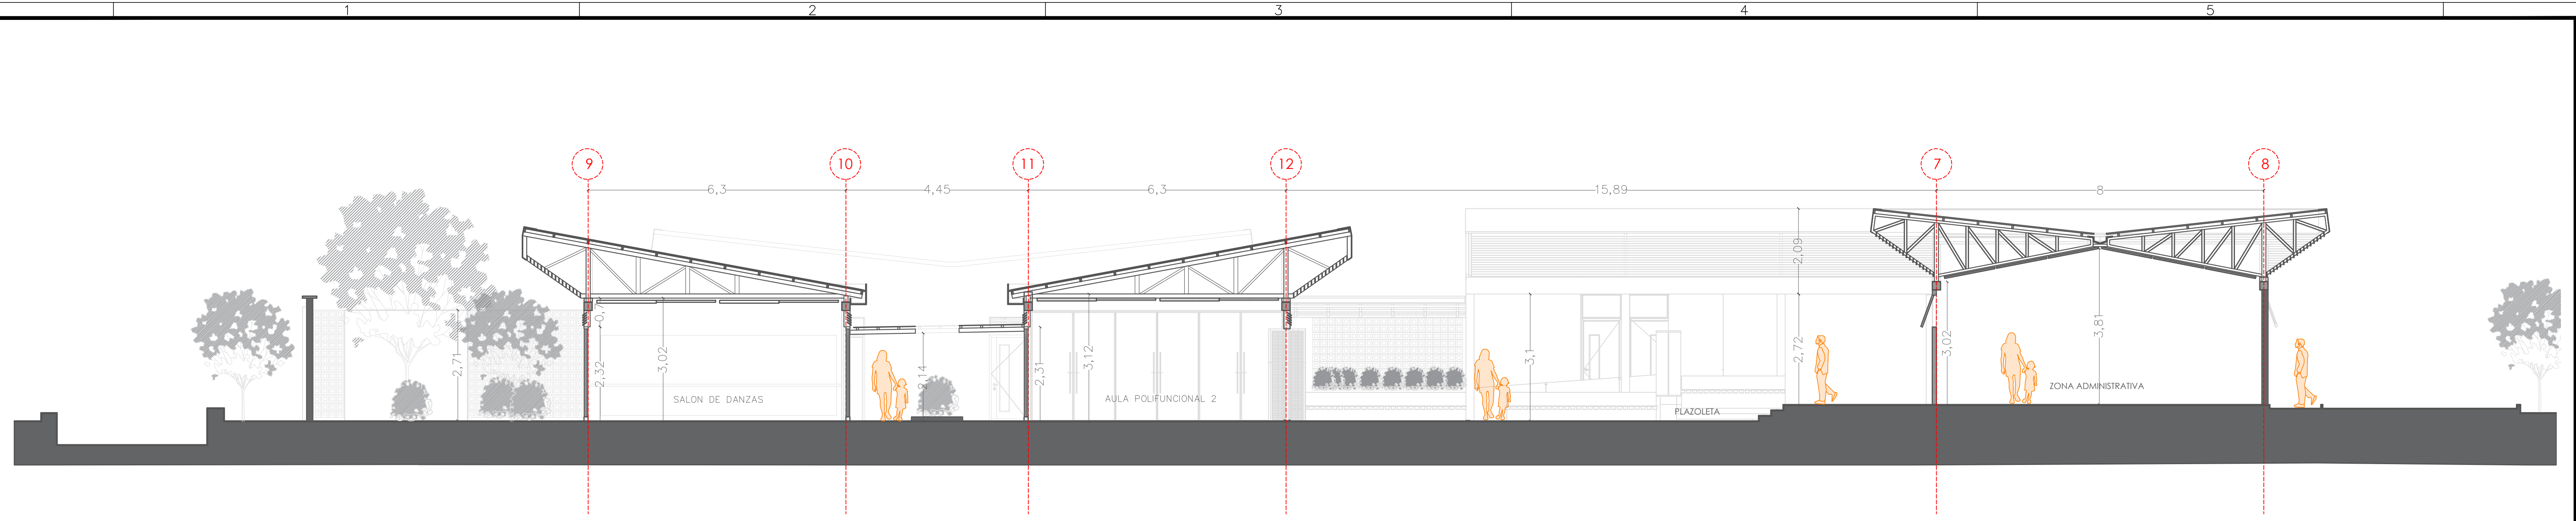 1 2 3 4 5
9 10 11 12 7 8
6,3 4,45 6,3 15,89 8
2,09
2,71
2,32
3,02
2,14
2,31
3,12
3,1
2,72
3,02
3,81
SALON DE DANZAS
AULA POLIFUNCIONAL 2
PLAZOLETA
ZONA ADMINISTRATIVA